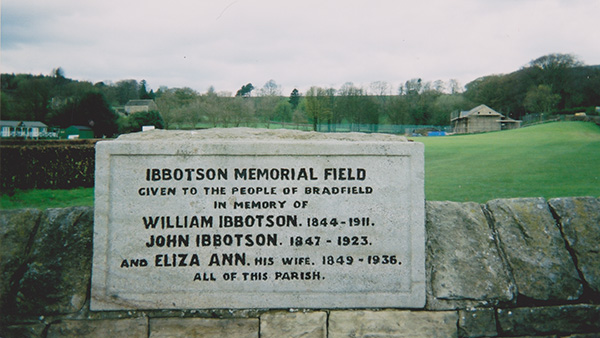 IBBOTSON MEMORIAL FIELD
GIVEN TO THE PEOPLE OF BRADFIELD
IN MEMORY OF
WILLIAM IBBOTSON. 1844-1911.
JOHN IBBOTSON. 1847-1923.
AND ELIZA ANN. HIS WIFE. 1849-1936.
ALL OF THIS PARISH.